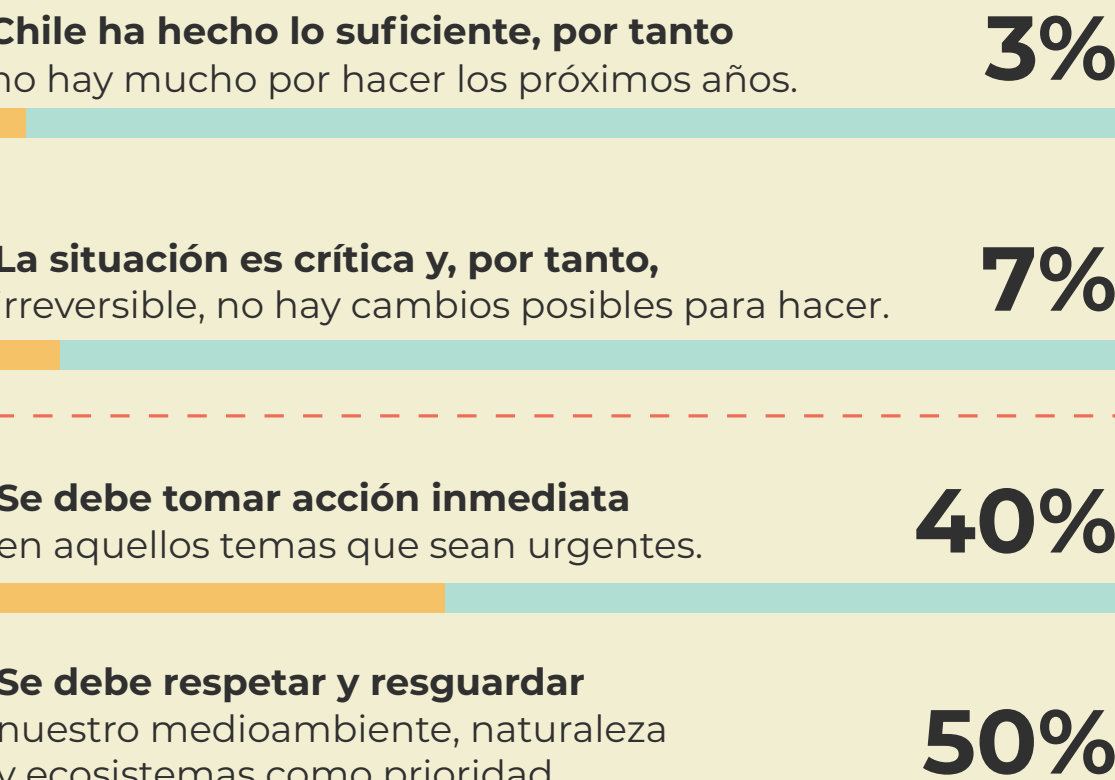 Chile ha hecho lo suficiente, por tanto
no hay mucho por hacer los próximos años.
3%
La situación es crítica y, por tanto,
irreversible, no hay cambios posibles para hacer.
7%
Se debe tomar acción inmediata
en aquellos temas que sean urgentes.
40%
Se debe respetar y resguardar
nuestro medioambiente, naturaleza
y ecosistemas como prioridad
50%